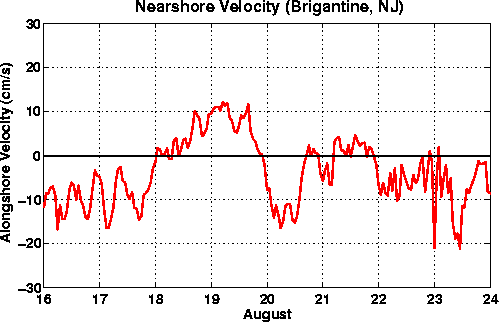 Nearshore Velocity (Brigantine, NJ)
Alongshore Velocity (cm/s)
30
20
10
0
−10
−20
−30
16 17 18 19 20 21 22 23 24
August